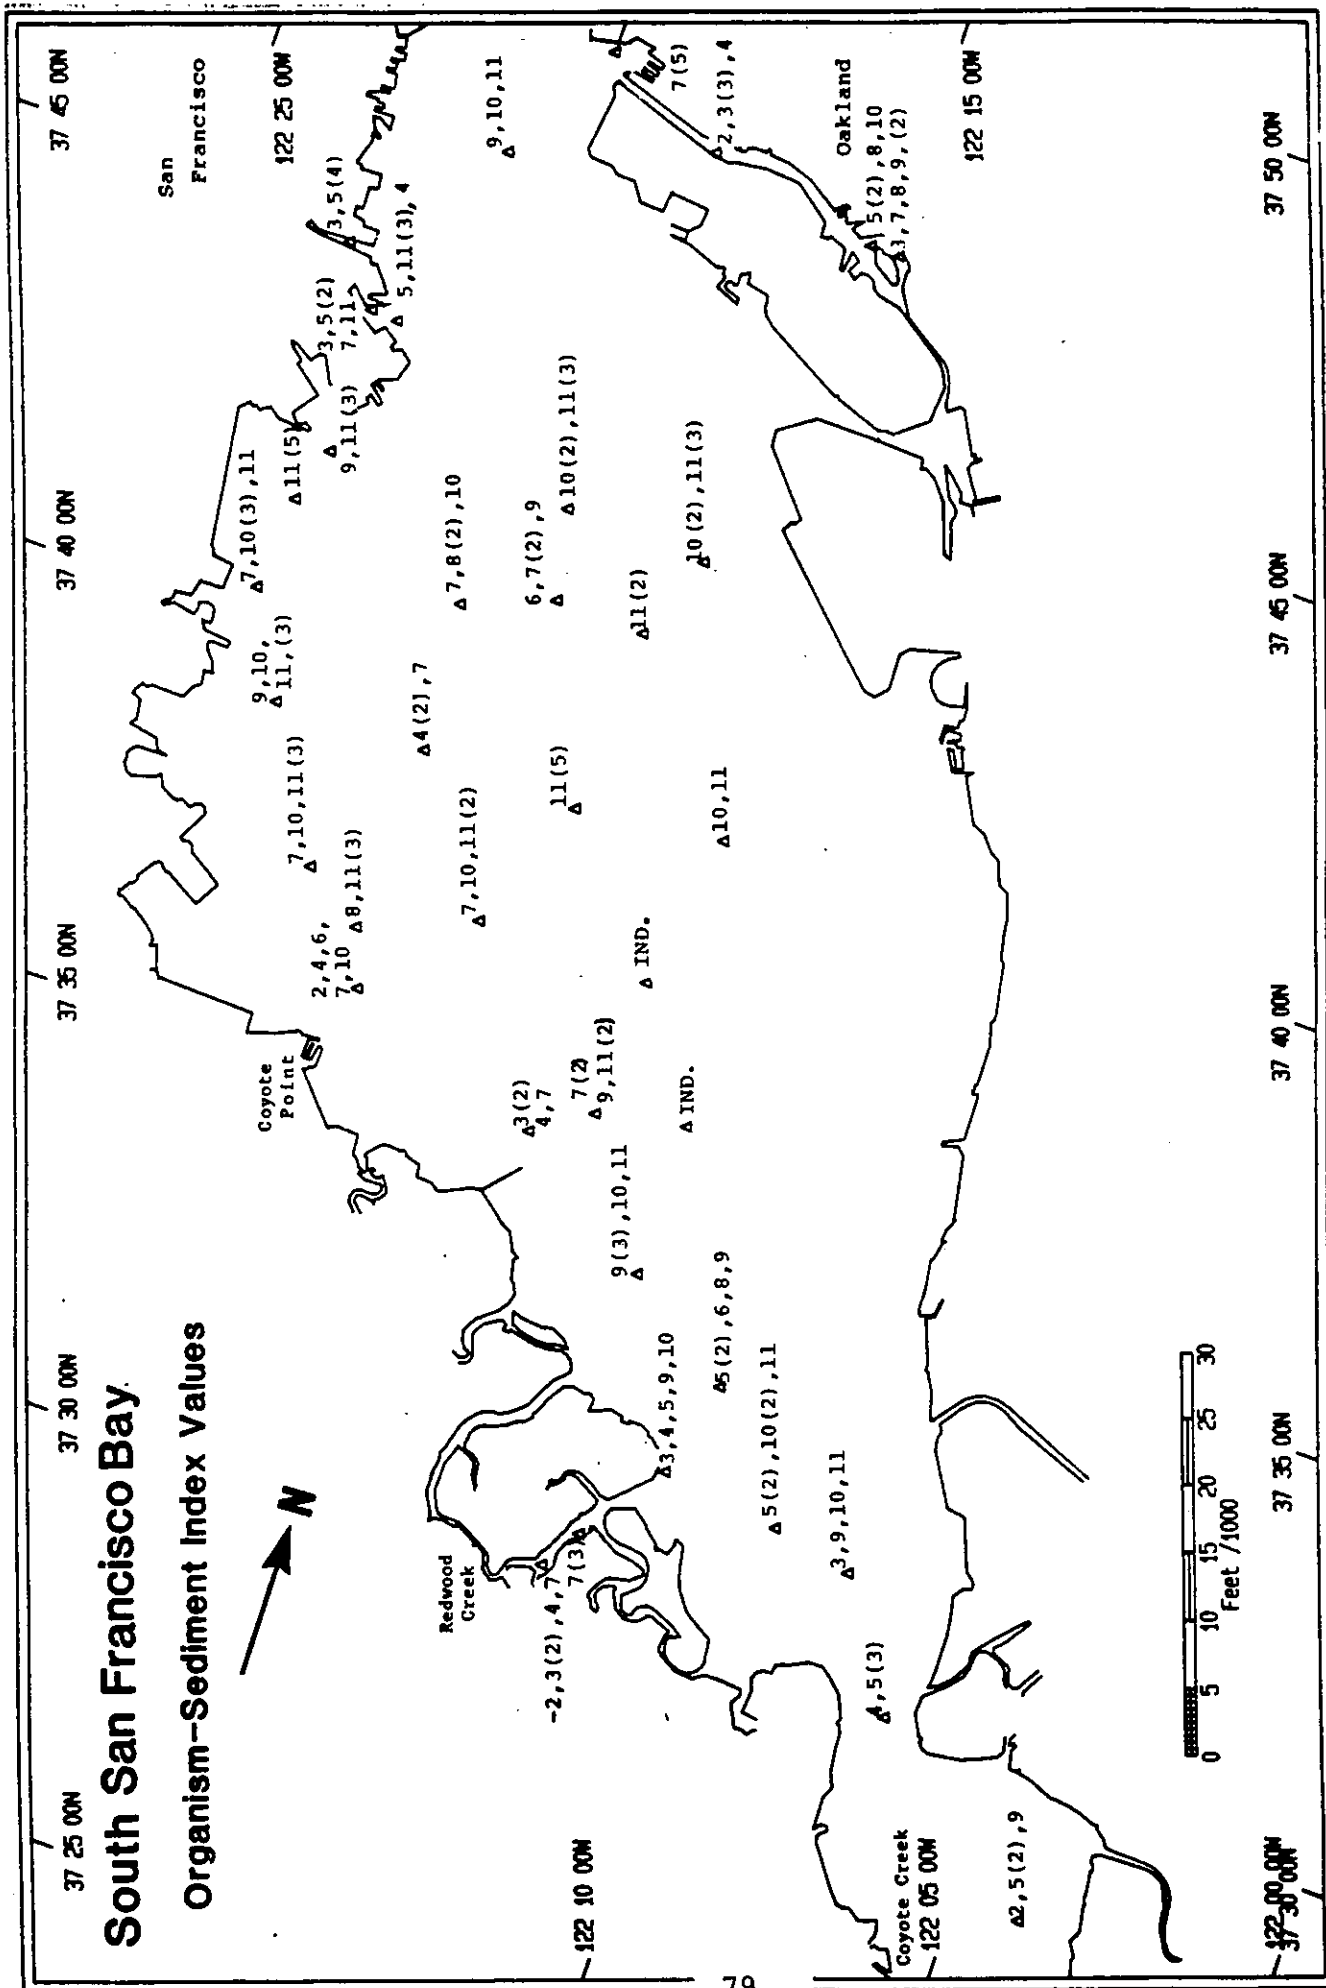 South San Francisco Bay
Organism-Sediment Index Values
N
37 25 00N
37 30 00N
37 35 00N
37 40 00N
37 45 00N
San
Francisco
122 25 00W
Coyote
Point
Redwood
Creek
3,5(4)
9,10,11
5,11(3),4
3,5(2)
7,11
9,11(3)
11(5)
7,10(3),11
9,10,
11,(3)
7,10,11(3)
8,11(3)
2,4,6,
7,10
7,8(2),10
6,7(2),9
10(2),11(3)
10(2),11(3)
11(2)
4(2),7
11(5)
7,10,11(2)
10,11
IND.
IND.
3(2)
4,7
7(2)
9,11(2)
9(3),10,11
5(2),6,8,9
3,4,5,9,10
5(2),10(2),11
3,9,10,11
-2,3(2),4,7
7(3)
4,5(3)
2,5(2),9
7(5)
2,3(3),4
Oakland
5(2),8,10
3,7,8,9,(2)
122 15 00W
122 10 00W
Coyote Creek
122 05 00W
122 00 00W
37 30 00N
37 35 00N
37 40 00N
37 45 00N
37 50 00N
0 5 10 15 20 25 30
Feet /1000
79